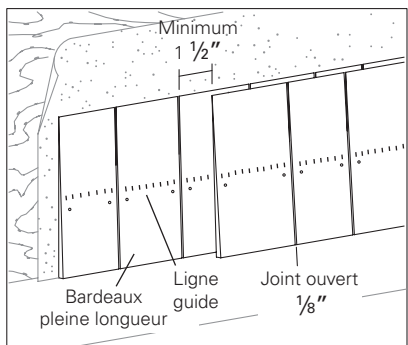 Minimum
1 ½"
Bardeaux
pleine longueur
Ligne
guide
Joint ouvert
⅛"